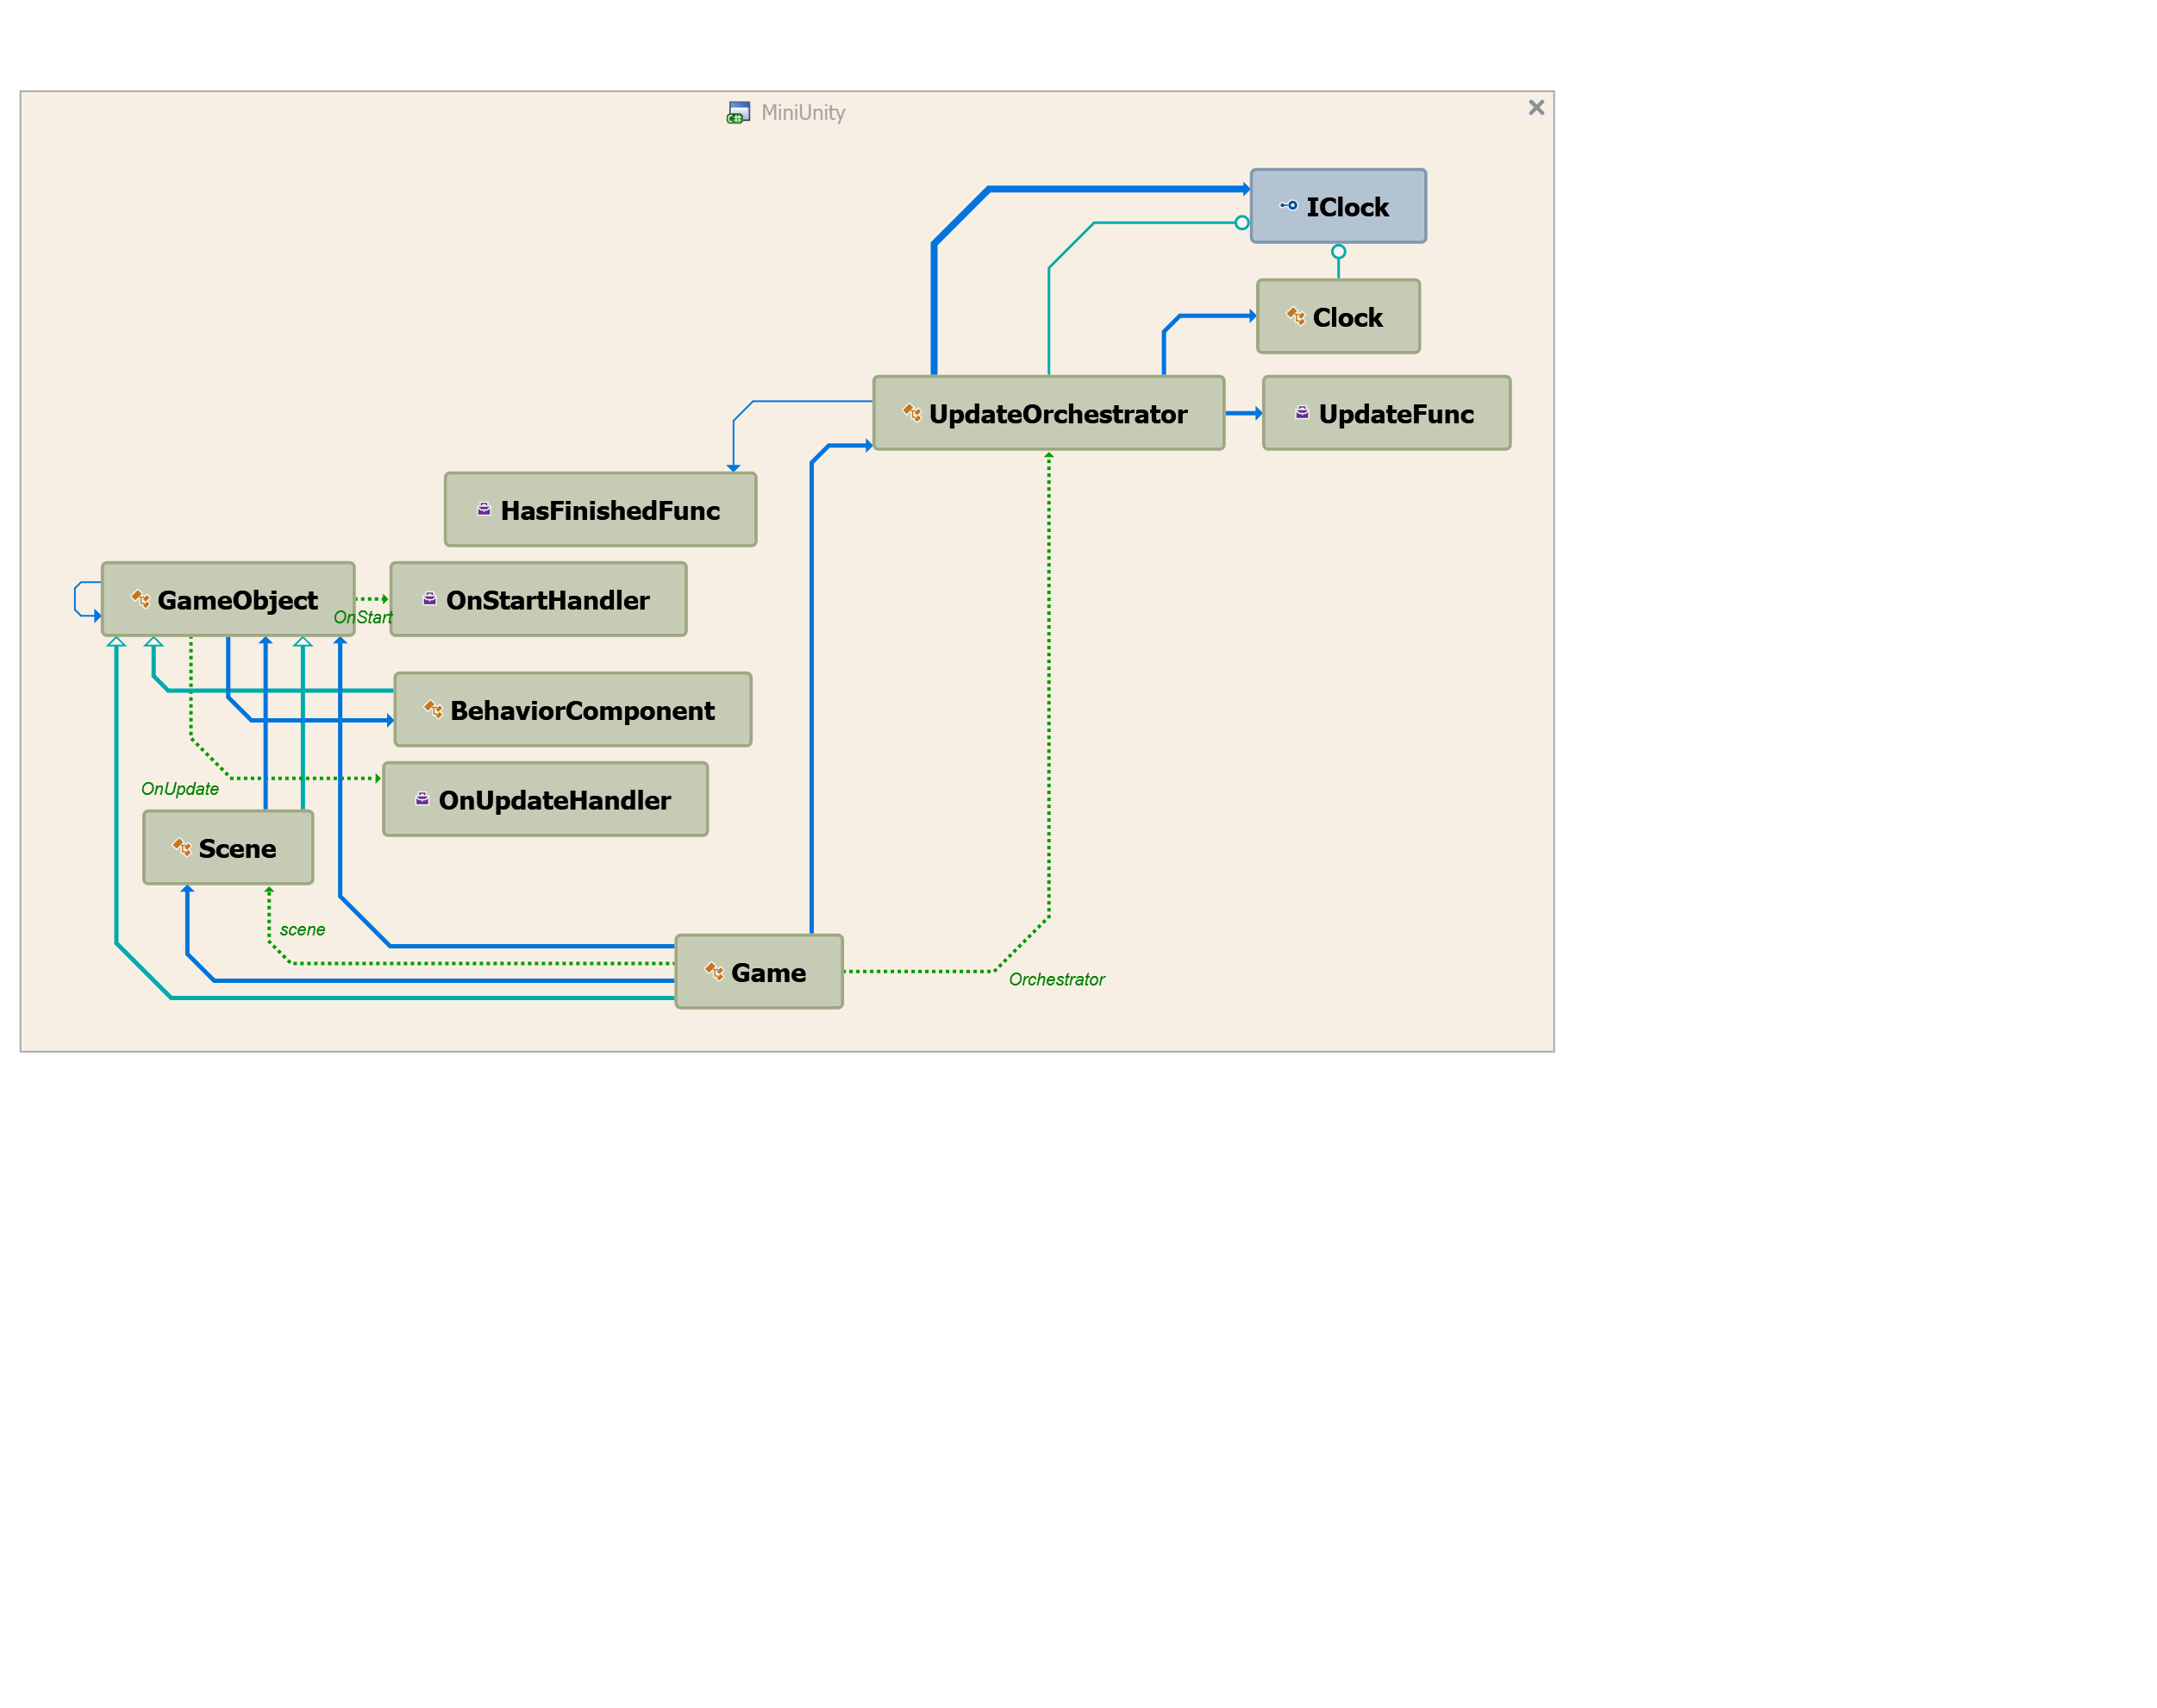 MiniUnity
IClock
Clock
UpdateOrchestrator
UpdateFunc
HasFinishedFunc
GameObject
OnStart
OnStartHandler
BehaviorComponent
OnUpdate
OnUpdateHandler
Scene
scene
Game
Orchestrator
C#